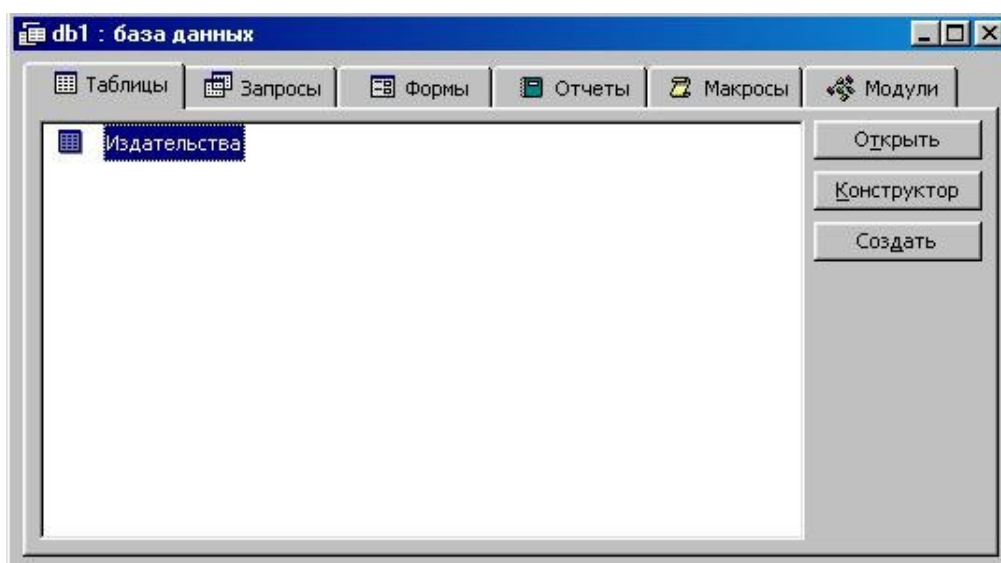 db1 : база данных
Таблицы Запросы Формы Отчеты Макросы Модули
Издательства
Открыть
Конструктор
Создать